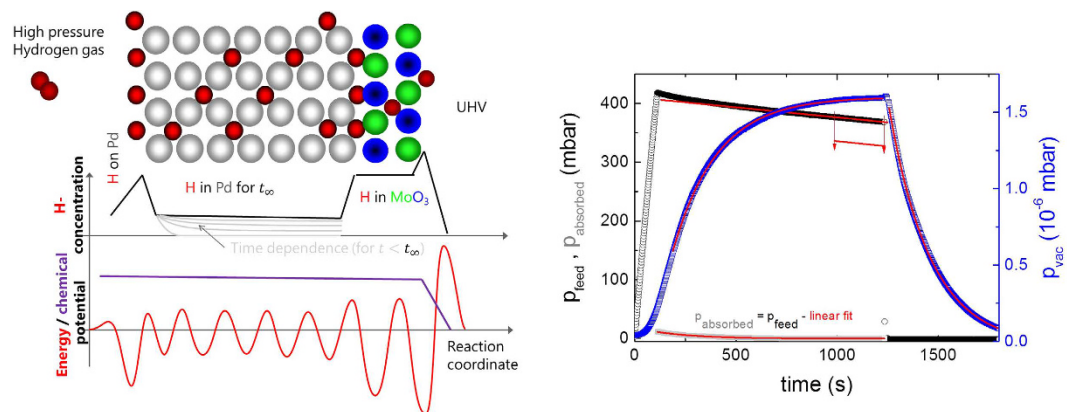 High pressure
Hydrogen gas
UHV
H on Pd
H-
concentration
H in Pd for t∞
H in MoO3
Time dependence (for t < t∞)
Energy / chemical
potential
Reaction
coordinate
pfeed , pabsorbed (mbar)
400
300
200
100
0
pabsorbed = pfeed - linear fit
0
500
1000
1500
time (s)
1.5
1.0
0.5
0.0
pvac (10-6 mbar)